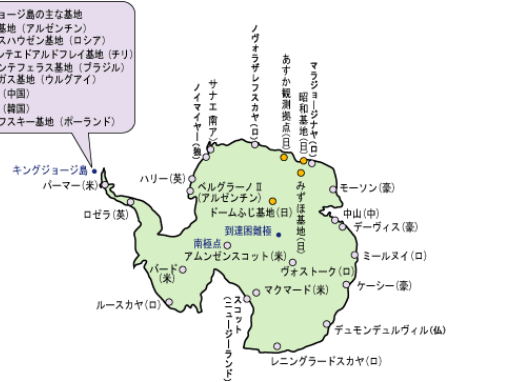 ョージ島の主な基地
基地（アルゼンチン）
スハウゼン基地（ロシア）
ンテエドアルドフレイ基地（チリ）
ンテフェラス基地（ブラジル）
ガス基地（ウルグアイ）
（中国）
（韓国）
フスキー基地（ポーランド）
ノイマイヤー（独）
サナエ（南ア）
ノヴォラザレフスカヤ（ロ）
あすか観測拠点（日）
昭和基地（日）
マラジョージナヤ（ロ）
キングジョージ島
パーマー（米）
ロゼラ（英）
ハリー（英）
ベルグラーノⅡ
（アルゼンチン）
ドームふじ基地（日）
みずほ基地（日）
モーソン（豪）
中山（中）
デーヴィス（豪）
到達困難極
南極点
アムンゼンスコット（米）
ミールヌイ（ロ）
ヴォストーク（ロ）
バード
（米）
ケーシー（豪）
マクマード（米）
ルースカヤ（ロ）
スコット
（ニュージーランド）
デュモンデュルヴィル（仏）
レニングラードスカヤ（ロ）